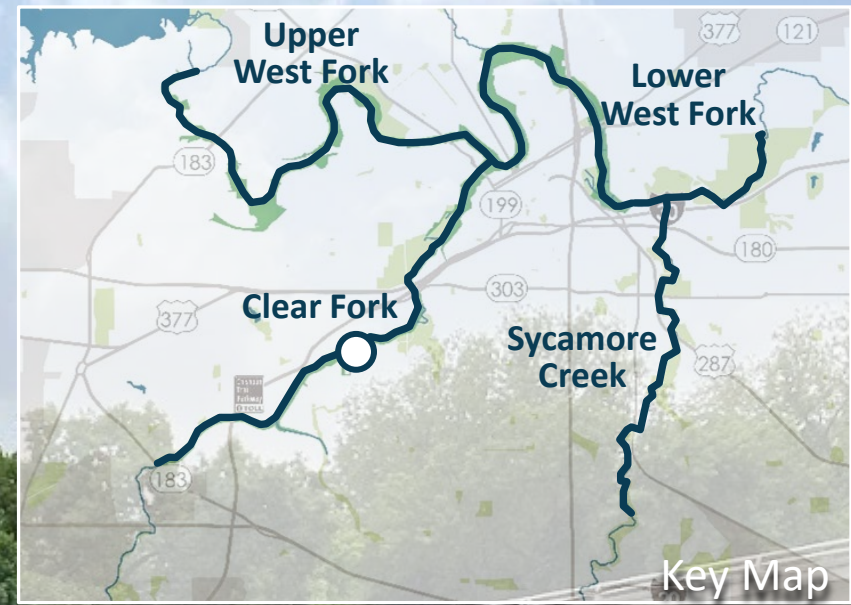 Upper
West Fork
377
121
Lower
West Fork
183
199
180
303
Clear Fork
377
Sycamore
Creek
287
183
Key Map